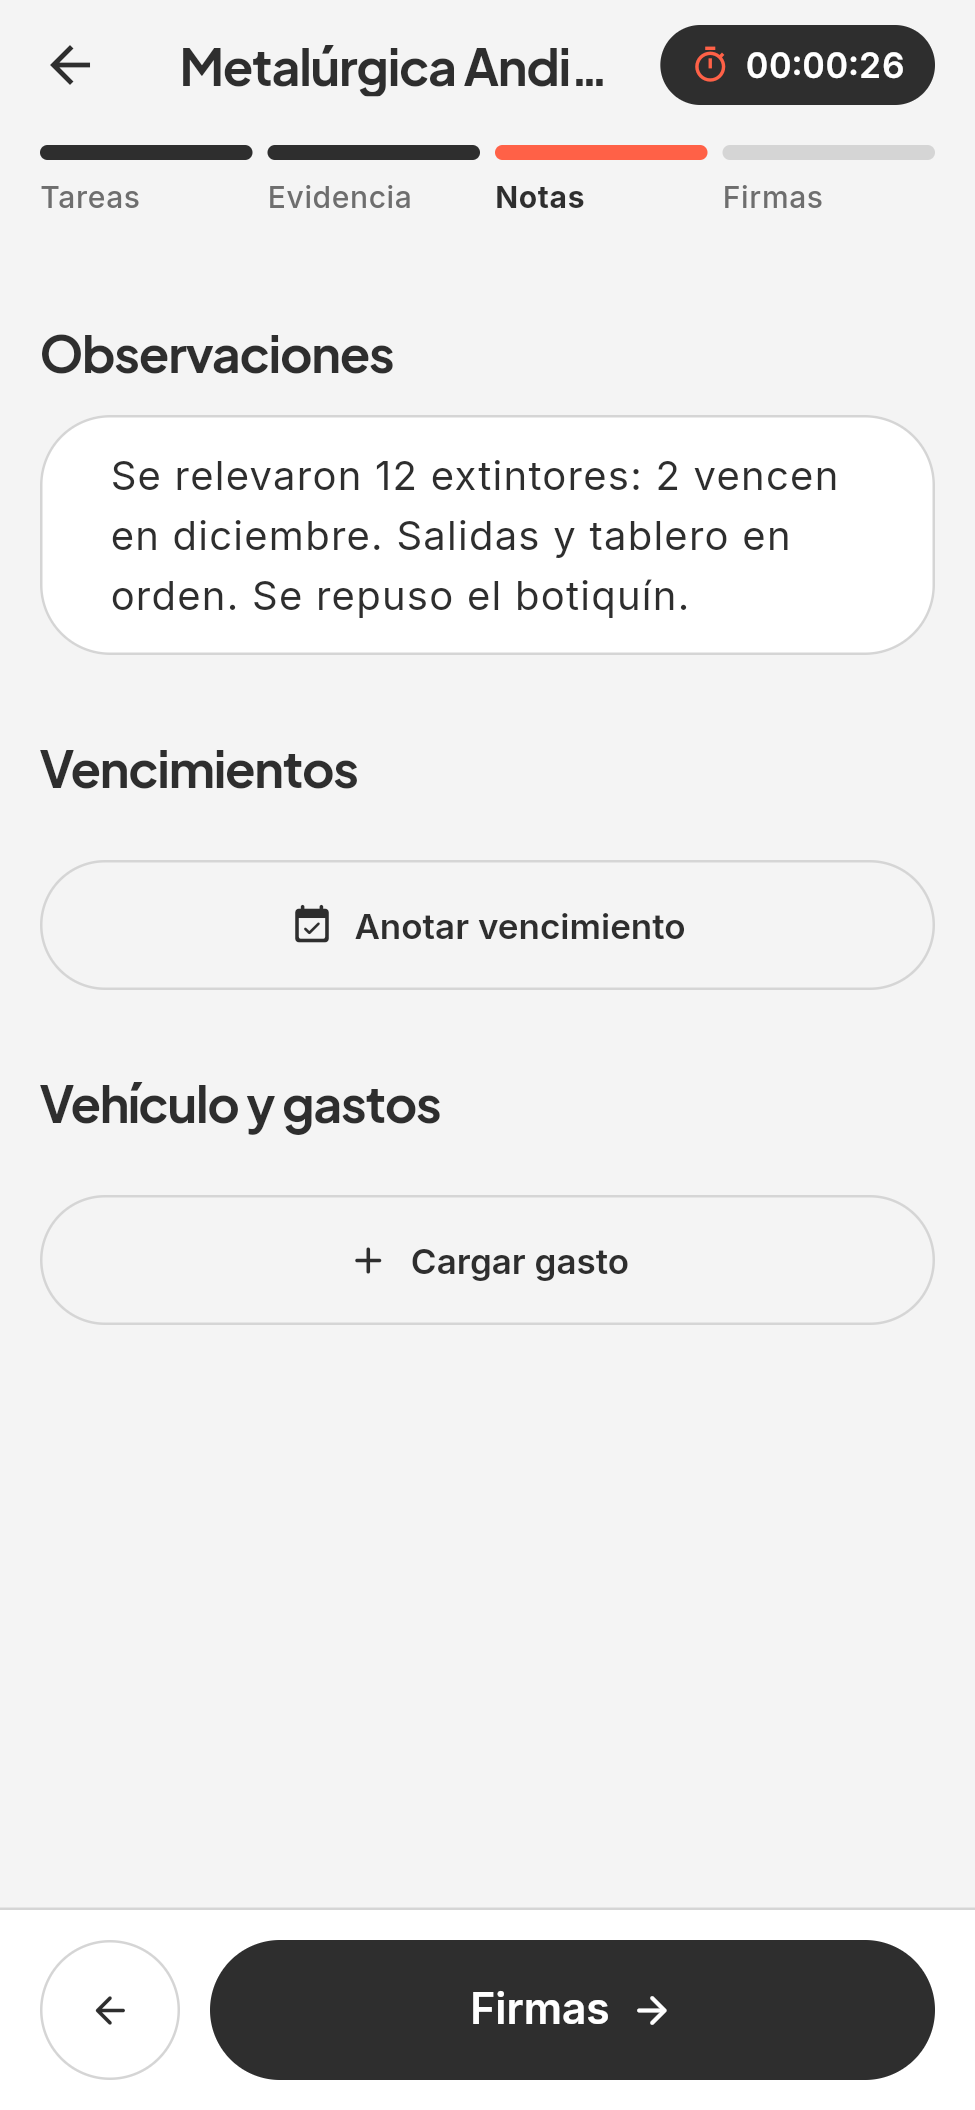 Metalúrgica Andi...
00:00:26
Tareas
Evidencia
Notas
Firmas
Observaciones
Se relevaron 12 extintores: 2 vencen
en diciembre. Salidas y tablero en
orden. Se repuso el botiquín.
Vencimientos
Anotar vencimiento
Vehículo y gastos
Cargar gasto
Firmas